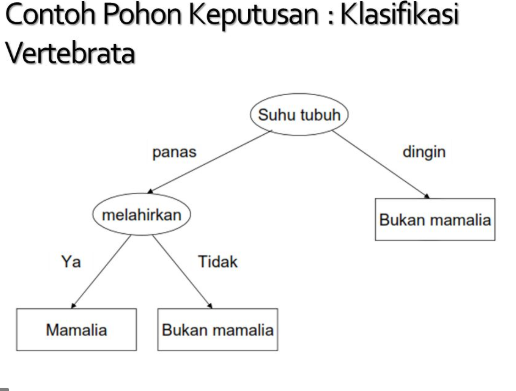 Contoh Pohon Keputusan : Klasifikasi
Vertebrata
Suhu tubuh
panas
dingin
melahirkan
Bukan mamalia
Ya
Tidak
Mamalia
Bukan mamalia